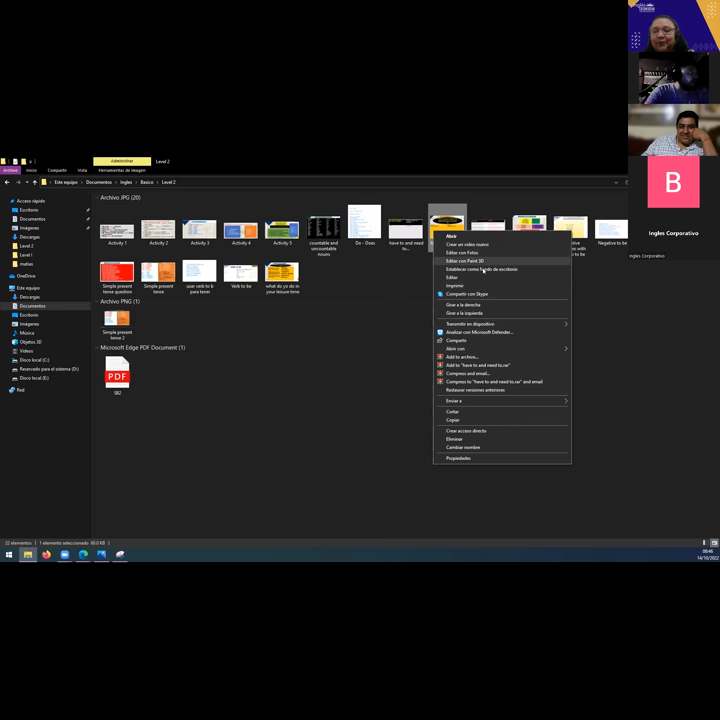 Inglés
Administrar
Level 2
Archivo Inicio Compartir Vista Herramientas de imagen
Este equipo > Documentos > Ingles > Basico > Level 2
Acceso rápido
Escritorio
Documentos
Imágenes
Descargas
Level 2
Level I
matias
OneDrive
Este equipo
Descargas
Documentos
Escritorio
Imágenes
Música
Objetos 3D
Videos
Disco local (C:)
Reservado para el sistema (D:)
Disco local (E:)
Red
Archivo JPG (20)
Activity 1
Activity 2
Activity 3
Activity 4
Activity 5
countable and uncountable nouns
Do - Does
have to and need to...
Negative to be
Simple present tense question
Simple present tense
usar verb to b para tener
Verb to be
what do yo do in your leisure time
Archivo PNG (1)
Simple present tense 2
Microsoft Edge PDF Document (1)
PDF
SB2
Abrir
Crear un video nuevo
Editar con Fotos
Editar con Paint 3D
Establecer como fondo de escritorio
Editar
Imprimir
Compartir con Skype
Girar a la derecha
Girar a la izquierda
Transmitir en dispositivo
Analizar con Microsoft Defender...
Compartir
Abrir con
Add to archive...
Add to "have to and need to.rar"
Compress and email...
Compress to "have to and need to.rar" and email
Restaurar versiones anteriores
Enviar a
Cortar
Copiar
Crear acceso directo
Eliminar
Cambiar nombre
Propiedades
22 elementos 1 elemento seleccionado
08:46
14/10/2022
B
Ingles Corporativo
Ingles Corporativo